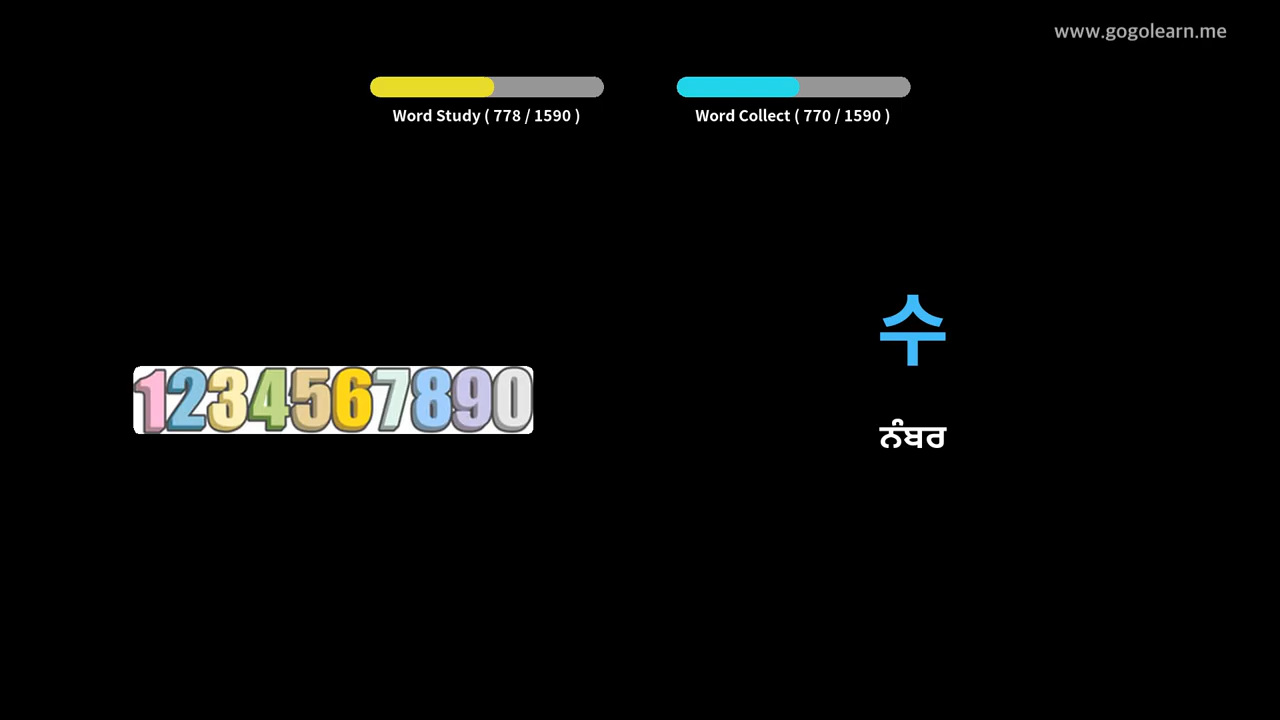 www.gogolearn.me
Word Study ( 778 / 1590 )
Word Collect ( 770 / 1590 )
수
1234567890
ਨੰਬਰ